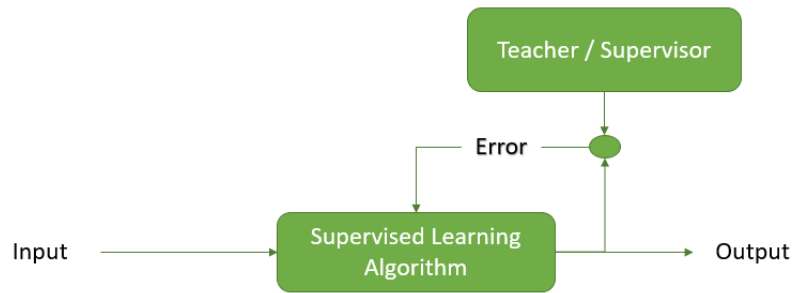 Teacher / Supervisor
Error
Input
Supervised Learning
Algorithm
Output